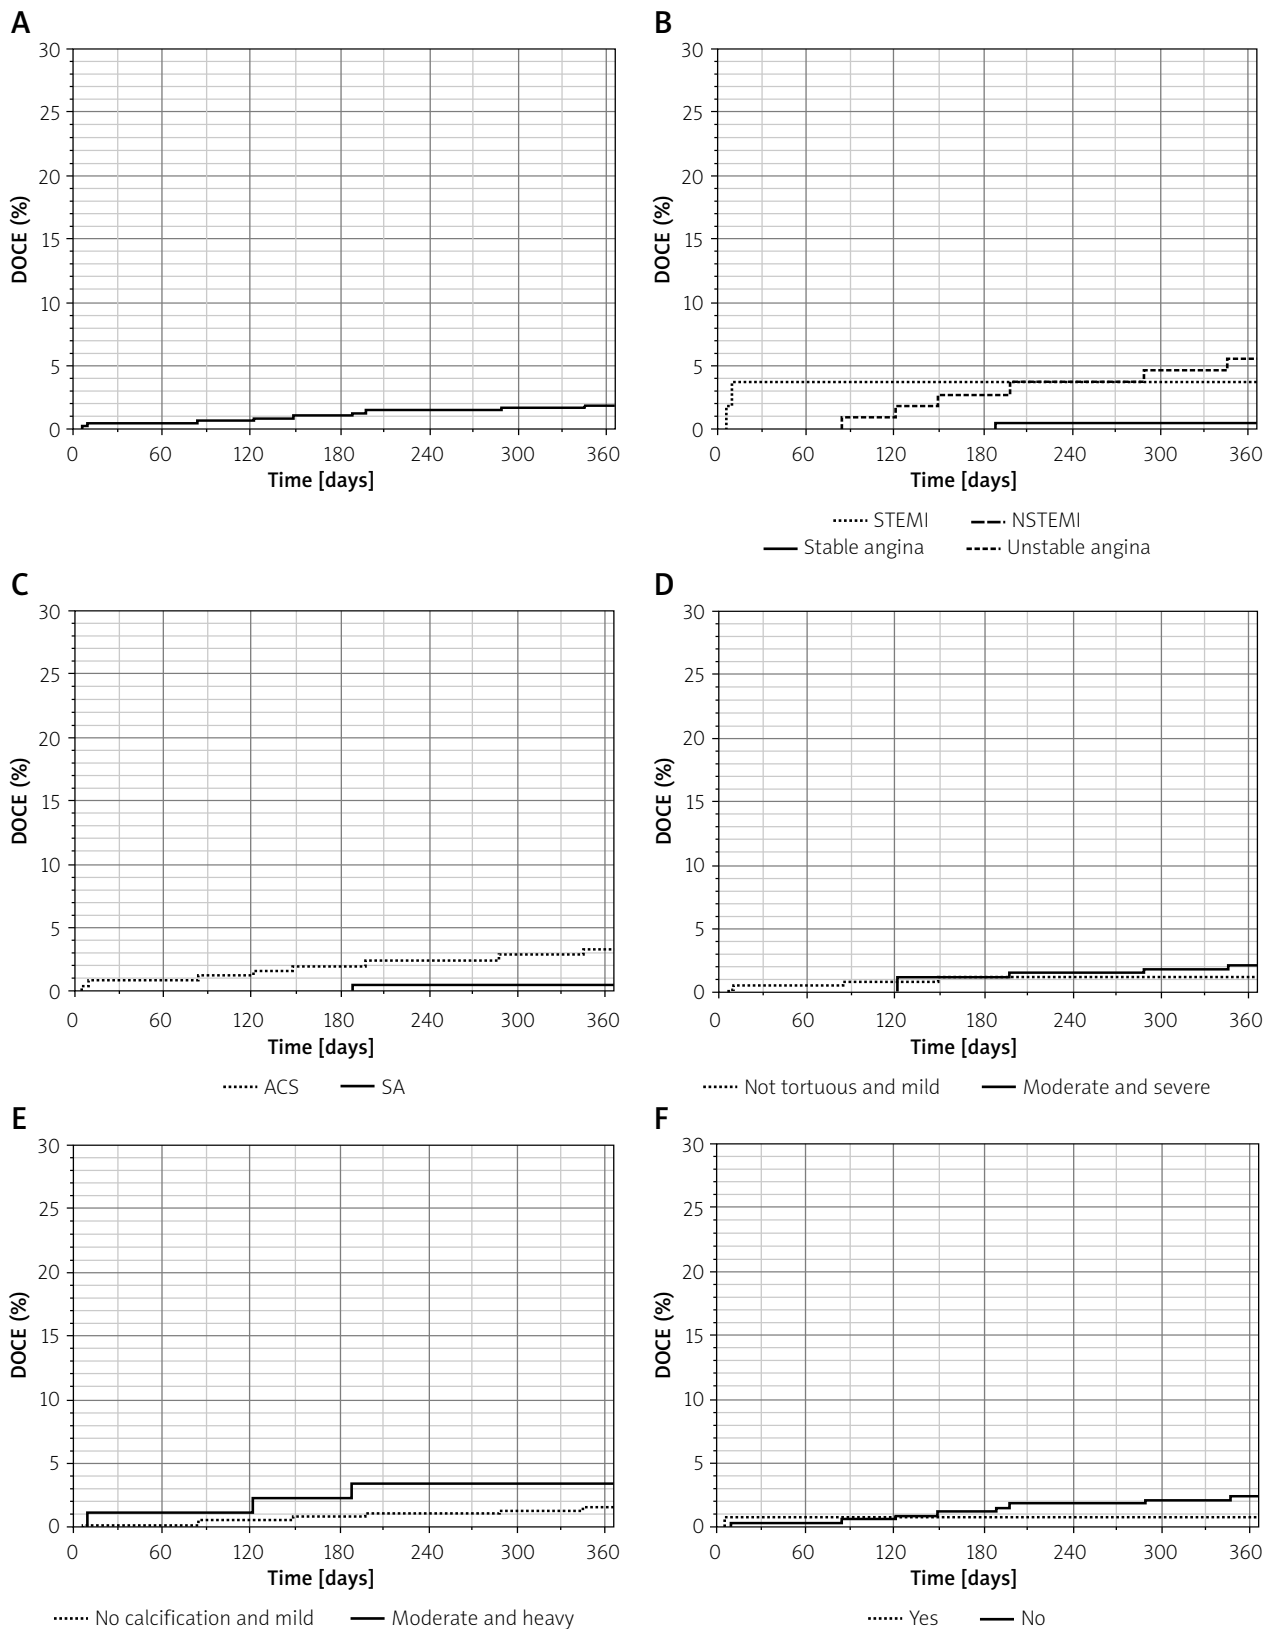 A
30
25
20
15
10
5
0
DOCE (%)
0 60 120 180 240 300 360
Time [days]
B
30
25
20
15
10
5
0
DOCE (%)
0 60 120 180 240 300 360
Time [days]
STEMI NSTEMI
Stable angina Unstable angina
C
30
25
20
15
10
5
0
DOCE (%)
0 60 120 180 240 300 360
Time [days]
ACS SA
D
30
25
20
15
10
5
0
DOCE (%)
0 60 120 180 240 300 360
Time [days]
Not tortuous and mild Moderate and severe
E
30
25
20
15
10
5
0
DOCE (%)
0 60 120 180 240 300 360
Time [days]
No calcification and mild Moderate and heavy
F
30
25
20
15
10
5
0
DOCE (%)
0 60 120 180 240 300 360
Time [days]
Yes No